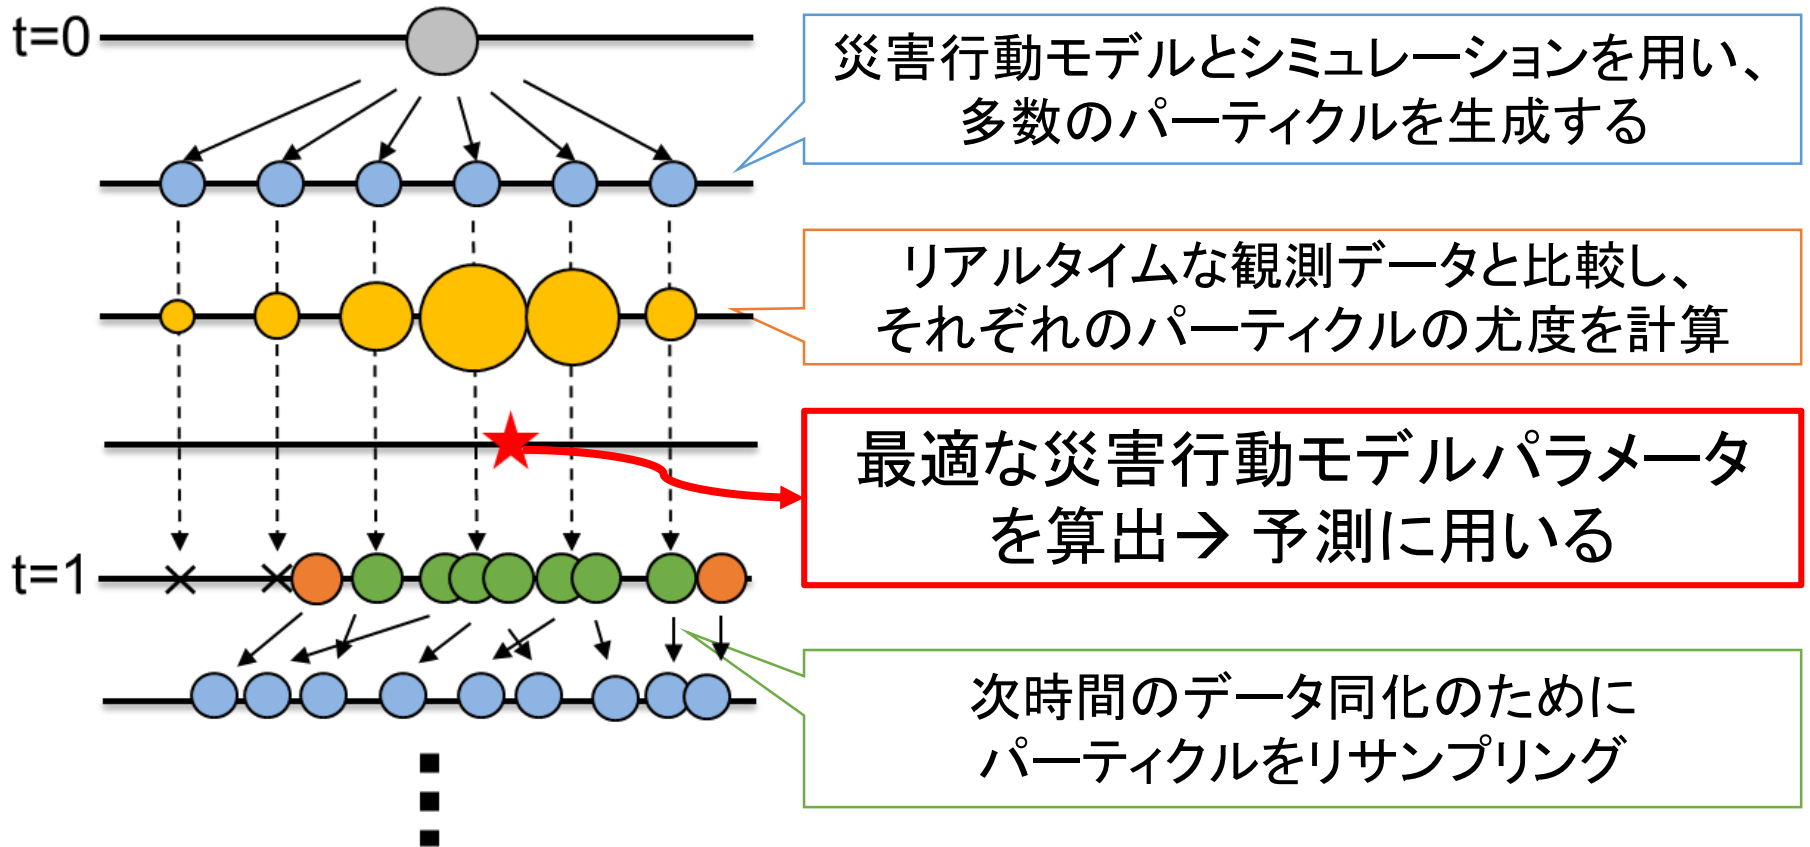 t=0
災害行動モデルとシミュレーションを用い、
多数のパーティクルを生成する
リアルタイムな観測データと比較し、
それぞれのパーティクルの尤度を計算
最適な災害行動モデルパラメータ
を算出→ 予測に用いる
t=1
次時間のデータ同化のために
パーティクルをリサンプリング